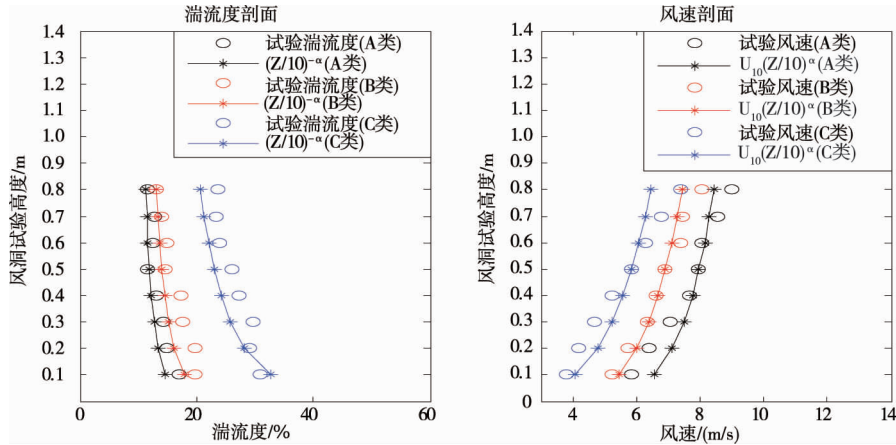 湍流度剖面
1.4
1.3
1.2
1.1
1.0
0.9
0.8
0.7
0.6
0.5
0.4
0.3
0.2
0.1
风洞试验高度/m
试验湍流度(A类)
(Z/10)⁻ᵅ(A类)
试验湍流度(B类)
(Z/10)⁻ᵅ(B类)
试验湍流度(C类)
(Z/10)⁻ᵅ(C类)
0 20 40 60
湍流度/%
风速剖面
1.4
1.3
1.2
1.1
1.0
0.9
0.8
0.7
0.6
0.5
0.4
0.3
0.2
0.1
0
风洞试验高度/m
试验风速(A类)
U₁₀(Z/10)ᵅ(A类)
试验风速(B类)
U₁₀(Z/10)ᵅ(B类)
试验风速(C类)
U₁₀(Z/10)ᵅ(C类)
4 6 8 10 12 14
风速/(m/s)